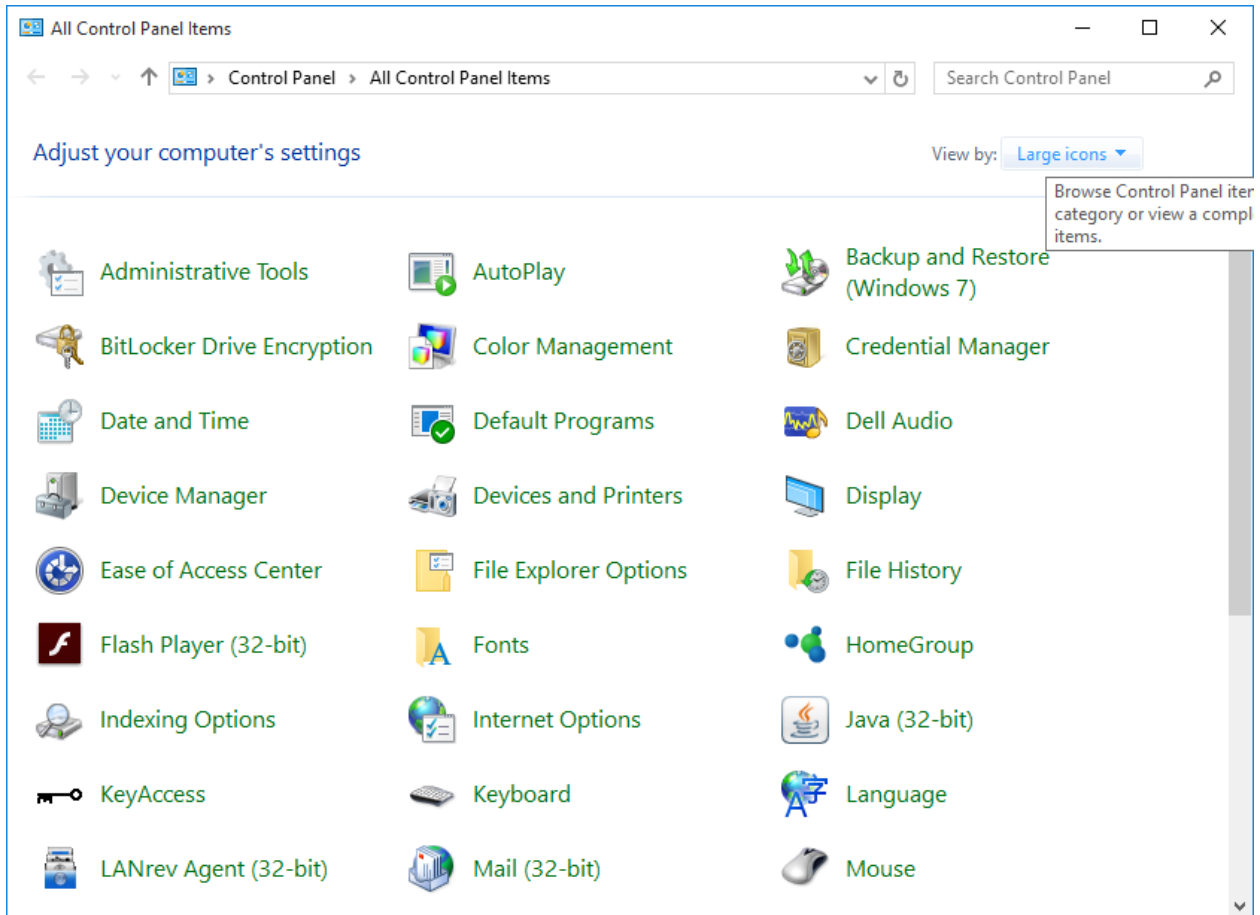 All Control Panel Items
Control Panel > All Control Panel Items
Search Control Panel
Adjust your computer's settings
View by: Large icons
Browse Control Panel
category or view a
items.
Administrative Tools
AutoPlay
Backup and Restore
(Windows 7)
BitLocker Drive Encryption
Color Management
Credential Manager
Date and Time
Default Programs
Dell Audio
Device Manager
Devices and Printers
Display
Ease of Access Center
File Explorer Options
File History
Flash Player (32-bit)
Fonts
HomeGroup
Indexing Options
Internet Options
Java (32-bit)
KeyAccess
Keyboard
Language
LANrev Agent (32-bit)
Mail (32-bit)
Mouse